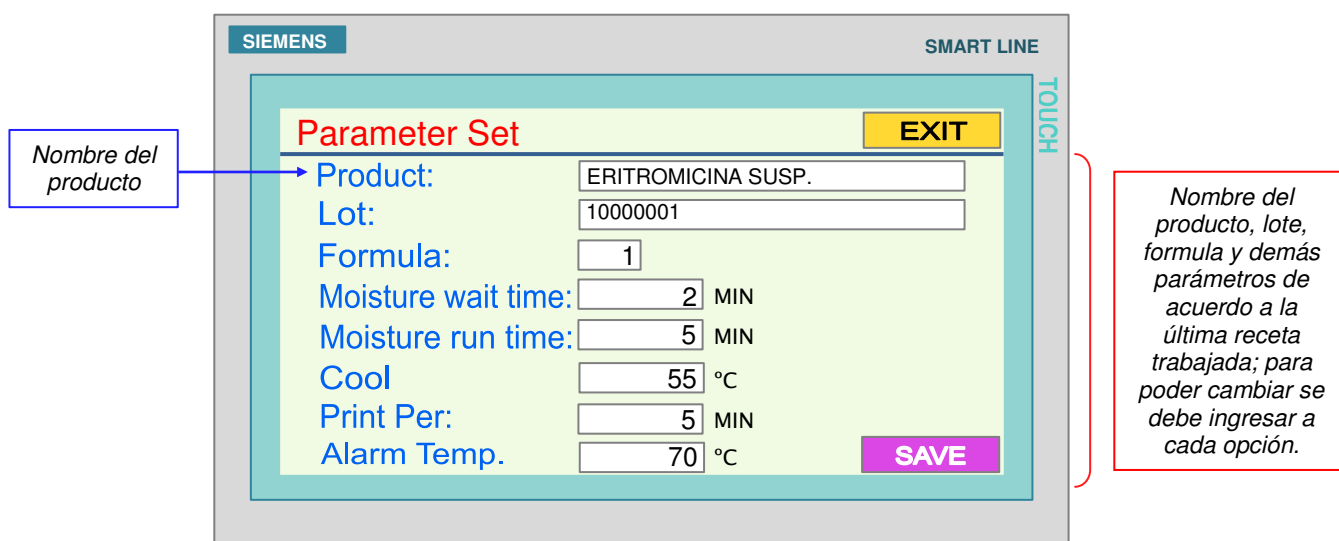 SIEMENS
SMART LINE
TOUCH
Parameter Set
EXIT
Nombre del
producto
Product:
ERITROMICINA SUSP.
Lot:
10000001
Formula:
1
Moisture wait time:
2 MIN
Moisture run time:
5 MIN
Cool
55 °C
Print Per:
5 MIN
Alarm Temp.
70 °C
SAVE
Nombre del
producto, lote,
formula y demás
parámetros de
acuerdo a la
última receta
trabajada; para
poder cambiar se
debe ingresar a
cada opción.